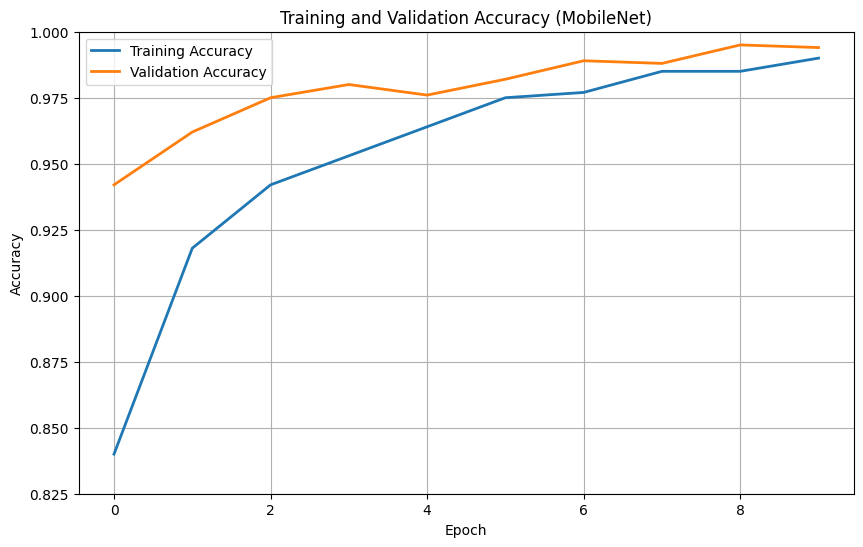 Training and Validation Accuracy (MobileNet)
Training Accuracy
Validation Accuracy
1.000
0.975
0.950
0.925
0.900
0.875
0.850
0.825
Accuracy
0 2 4 6 8
Epoch